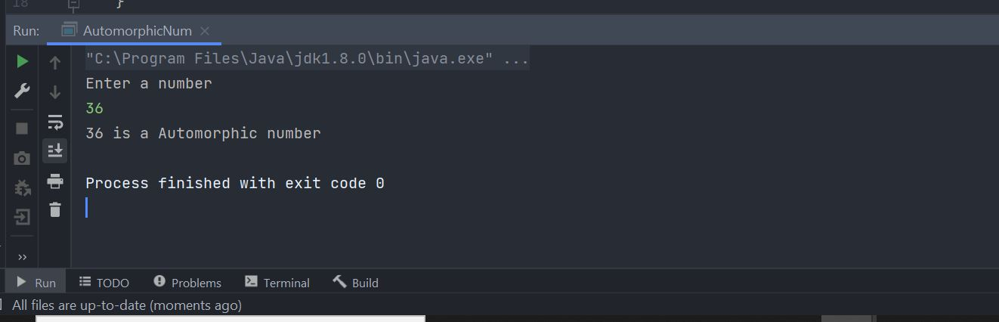 18 }
Run: AutomorphicNum
"C:\Program Files\Java\jdk1.8.0\bin\java.exe" ...
Enter a number
36
36 is a Automorphic number
Process finished with exit code 0
Run TODO Problems Terminal Build
All files are up-to-date (moments ago)